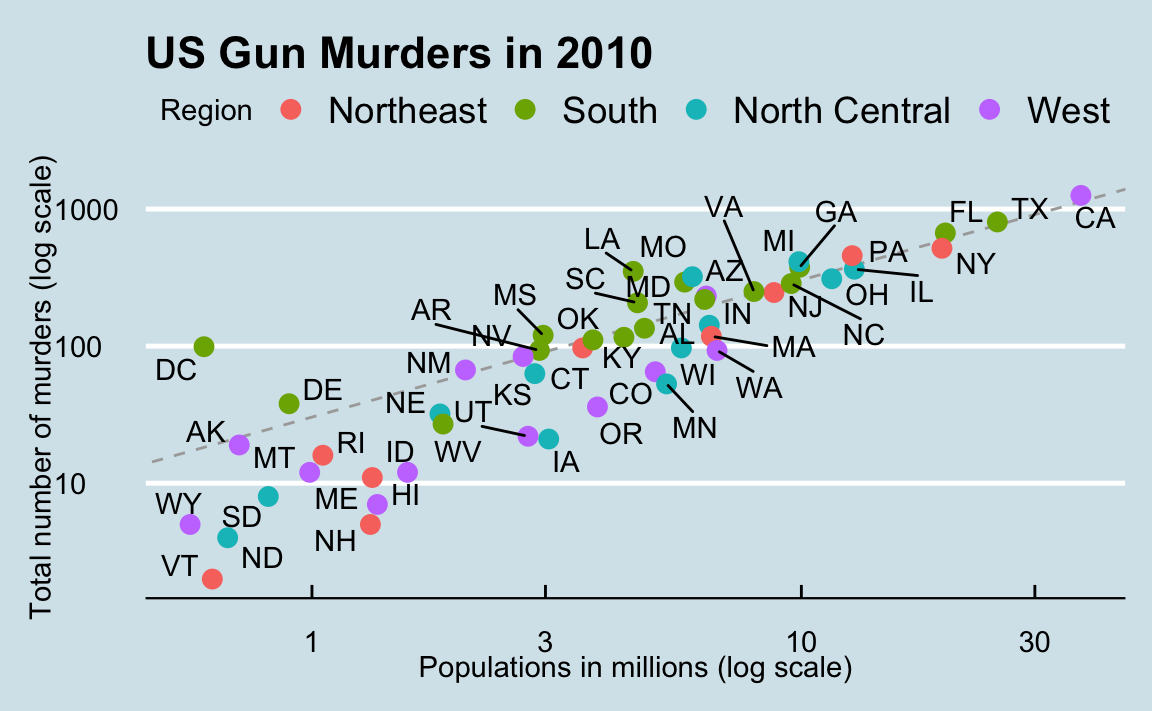 US Gun Murders in 2010
Region Northeast South North Central West
Total number of murders (log scale)
1000
100
10
VA
GA
FL
TX
CA
LA
MO
MI
PA
NY
SC
MD
AZ
IL
OH
MS
AR
NV
OK
TN
IN
NJ
NC
AL
MA
DC
NM
KY
CT
WI
WA
DE
KS
CO
NE
UT
OR
MN
AK
RI
WV
IA
MT
ID
WY
ME
HI
SD
NH
ND
VT
1 3 10 30
Populations in millions (log scale)